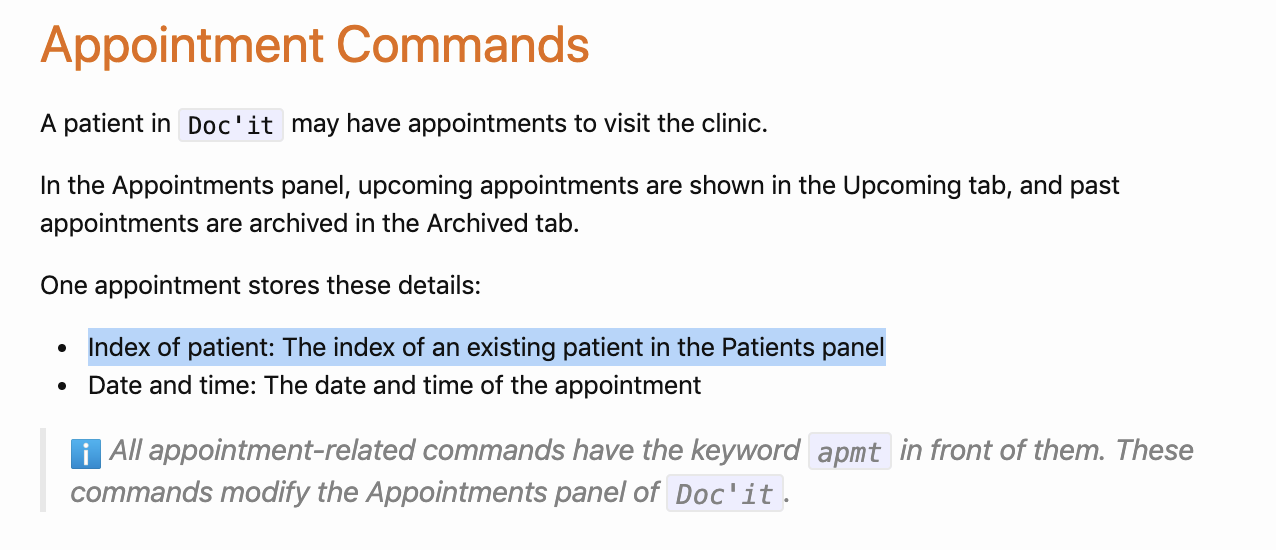 Appointment Commands
A patient in Doc'it may have appointments to visit the clinic.
In the Appointments panel, upcoming appointments are shown in the Upcoming tab, and past
appointments are archived in the Archived tab.
One appointment stores these details:
• Index of patient: The index of an existing patient in the Patients panel
• Date and time: The date and time of the appointment
ℹ️ All appointment-related commands have the keyword apmt in front of them. These
commands modify the Appointments panel of Doc'it.